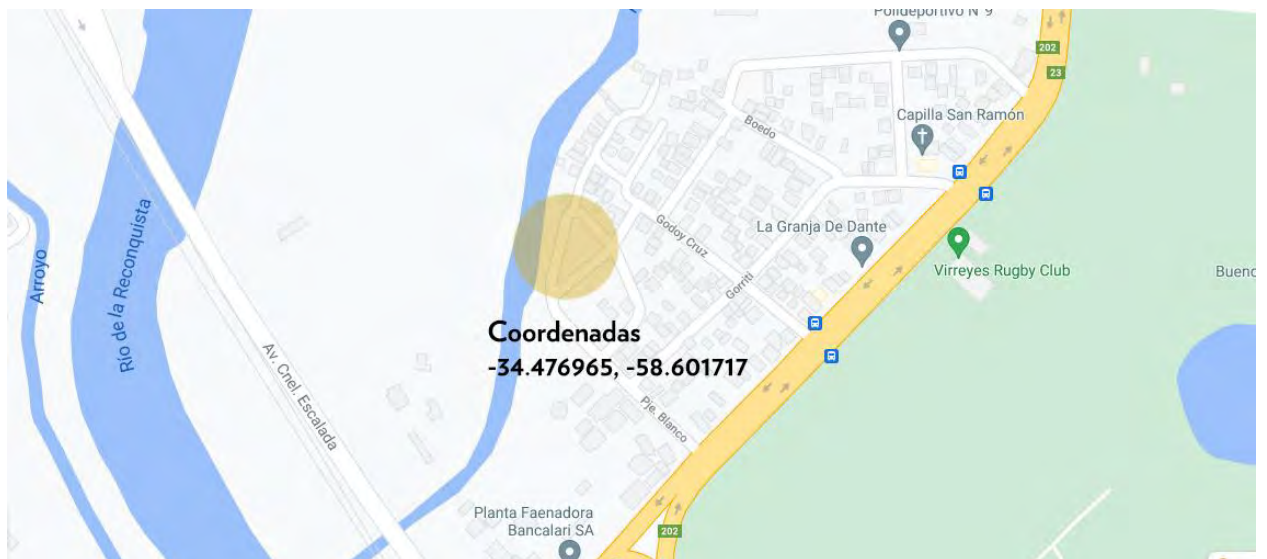 Polideportivo N°9
202
23
Capilla San Ramón
Boedo
La Granja De Dante
Godoy Cruz
Gorriti
Virreyes Rugby Club
Río de la Reconquista
Arroyo
Coordenadas
-34.476965, -58.601717
Av. Cnel. Escalada
Pje. Blanco
Planta Faenadora
Bancalari SA
202